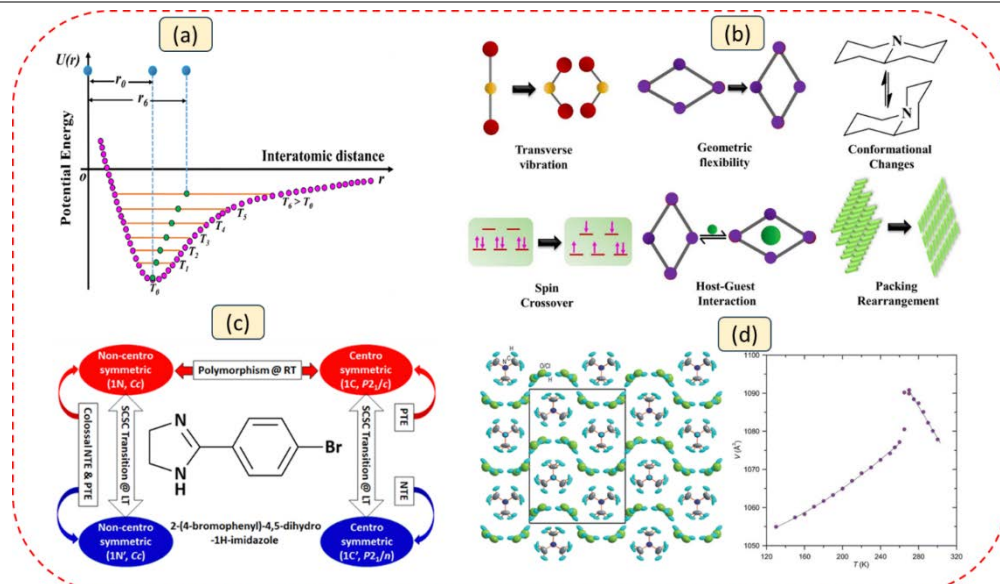 (a)
U(r)
r0
r6
Potential Energy
0
Interatomic distance
r
T6 > T0
T5
T4
T3
T2
T1
T0
(b)
Transverse
vibration
Geometric
flexibility
N
N
Conformational
Changes
Spin
Crossover
Host-Guest
Interaction
Packing
Rearrangement
(c)
Non-centro
symmetric
(1N, Cc)
Polymorphism @ RT
Centro
symmetric
(1C, P21/c)
Colossal NTE & PTE
SCSC Transition @ LT
N
N
H
Br
SCSC Transition @ LT
PTE
NTE
Non-centro
symmetric
(1N', Cc)
2-(4-bromophenyl)-4,5-dihydro
-1H-imidazole
Centro
symmetric
(1C', P21/n)
(d)
H
N
C
O/Cl
H
V (Å3)
1100
1090
1080
1070
1060
1050
120
160
200
240
280
320
T (K)